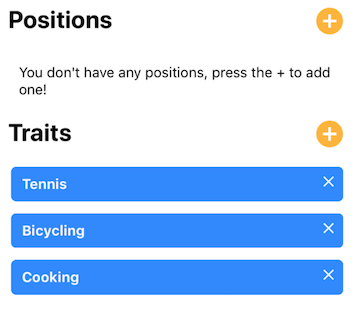 Positions
You don't have any positions, press the + to add
one!
Traits
Tennis
Bicycling
Cooking